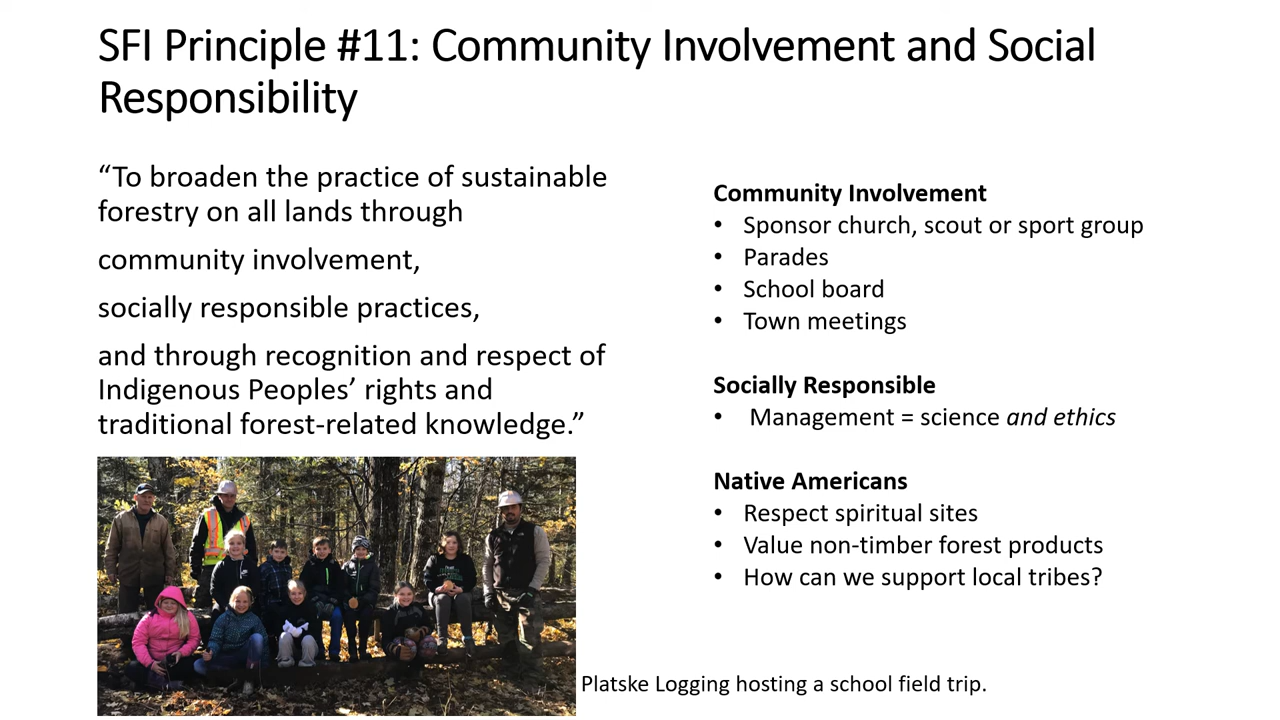 SFI Principle #11: Community Involvement and Social
Responsibility
“To broaden the practice of sustainable
forestry on all lands through
community involvement,
socially responsible practices,
and through recognition and respect of
Indigenous Peoples’ rights and
traditional forest-related knowledge.”
Community Involvement
• Sponsor church, scout or sport group
• Parades
• School board
• Town meetings
Socially Responsible
• Management = science and ethics
Native Americans
• Respect spiritual sites
• Value non-timber forest products
• How can we support local tribes?
Platske Logging hosting a school field trip.